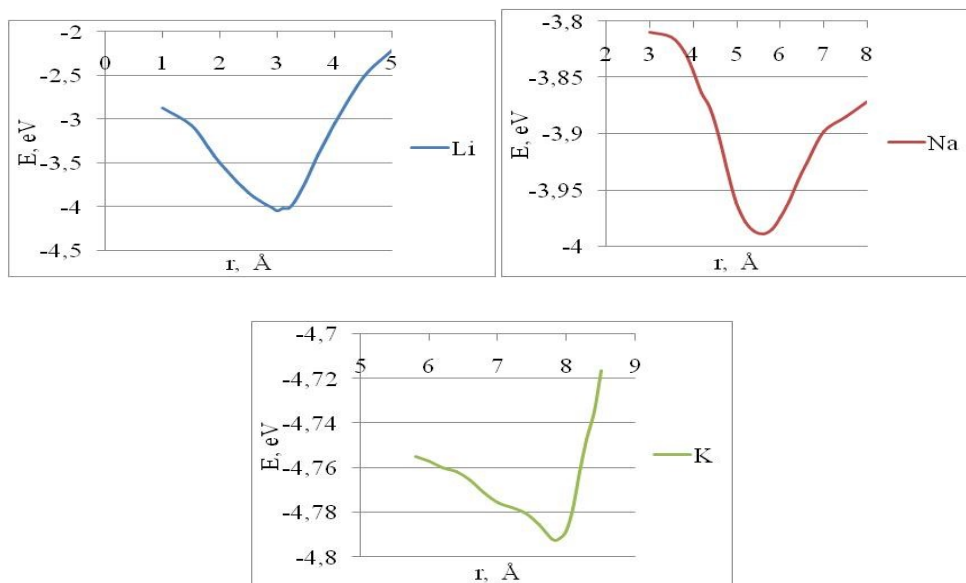 -2
0 1 2 3 4 5
-2,5
-3
-3,5
-4
-4,5
E, eV
r, Å
Li
-3,8
2 3 4 5 6 7 8
-3,85
-3,9
-3,95
-4
E, eV
r, Å
Na
-4,7
5 6 7 8 9
-4,72
-4,74
-4,76
-4,78
-4,8
E, eV
r, Å
K